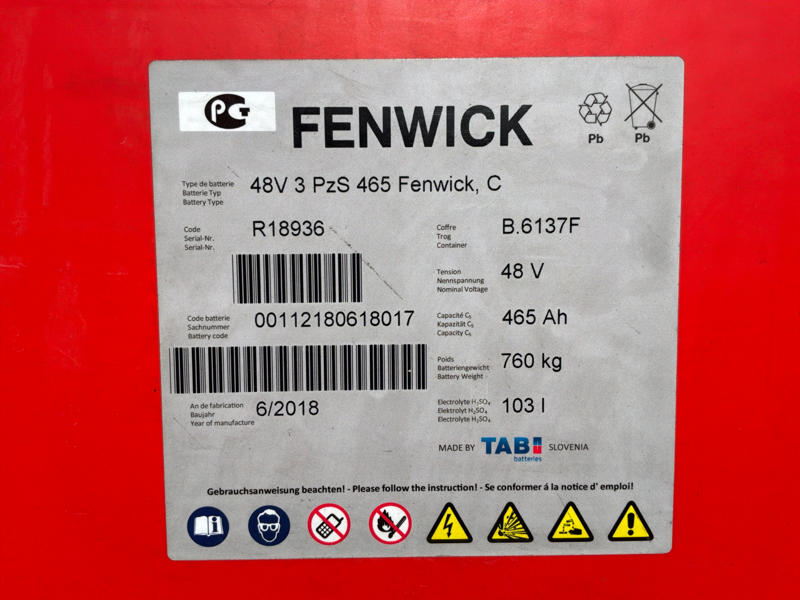 PG
FENWICK
Pb
Pb
Type de batterie
Batterie Typ
Battery Type
48V 3 PzS 465 Fenwick, C
Code
Serial-Nr.
Serial-Nr.
R18936
Coffre
Trog
Container
B.6137F
Tension
Nennspannung
Nominal Voltage
48 V
Code batterie
Sachnummer
Battery code
00112180618017
Capacité C₅
Kapazität C₅
Capacity C₅
465 Ah
Poids
Batteriengewicht
Battery Weight
760 kg
An de fabrication
Baujahr
Year of manufacture
6/2018
Electrolyte H₂SO₄
Elektrolyt H₂SO₄
Electrolyte H₂SO₄
103 l
MADE BY TAB batteries SLOVENIA
Gebrauchsanweisung beachten! - Please follow the instruction! - Se conformer á la notice d' emploi!